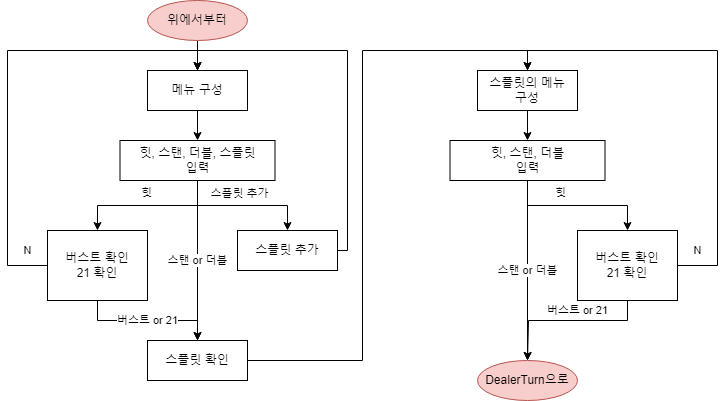 위에서부터
메뉴 구성
힛, 스탠, 더블, 스플릿
입력
힛
스플릿 추가
N
버스트 확인
21 확인
스탠 or 더블
스플릿 추가
버스트 or 21
스플릿 확인
스플릿의 메뉴
구성
힛, 스탠, 더블
입력
힛
버스트 확인
21 확인
N
스탠 or 더블
버스트 or 21
DealerTurn으로